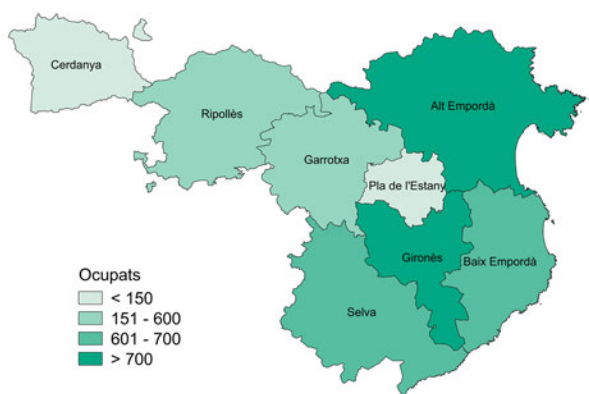 Cerdanya
Ripollès
Alt Empordà
Garrotxa
Pla de l'Estany
Gironès
Baix Empordà
Selva
Ocupats
< 150
151 - 600
601 - 700
> 700